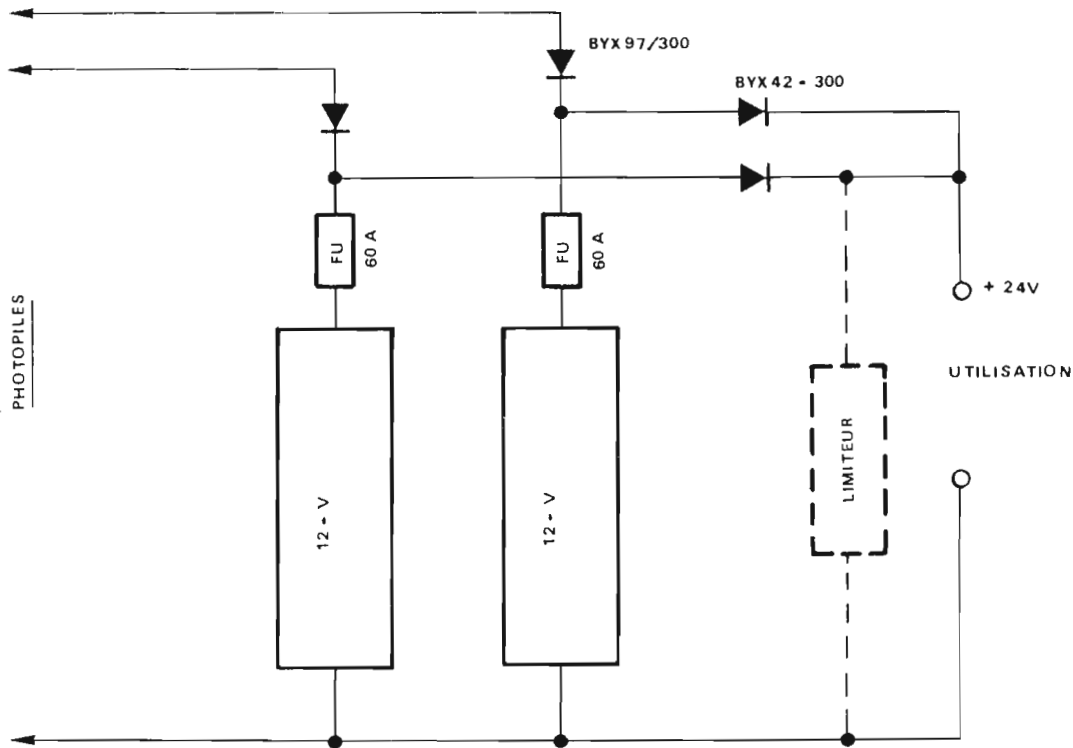 BYX 97/300
BYX 42 - 300
FU
60 A
FU
60 A
+ 24V
PHOTOPILES
UTILISATION
LIMITEUR
12 - V
12 - V